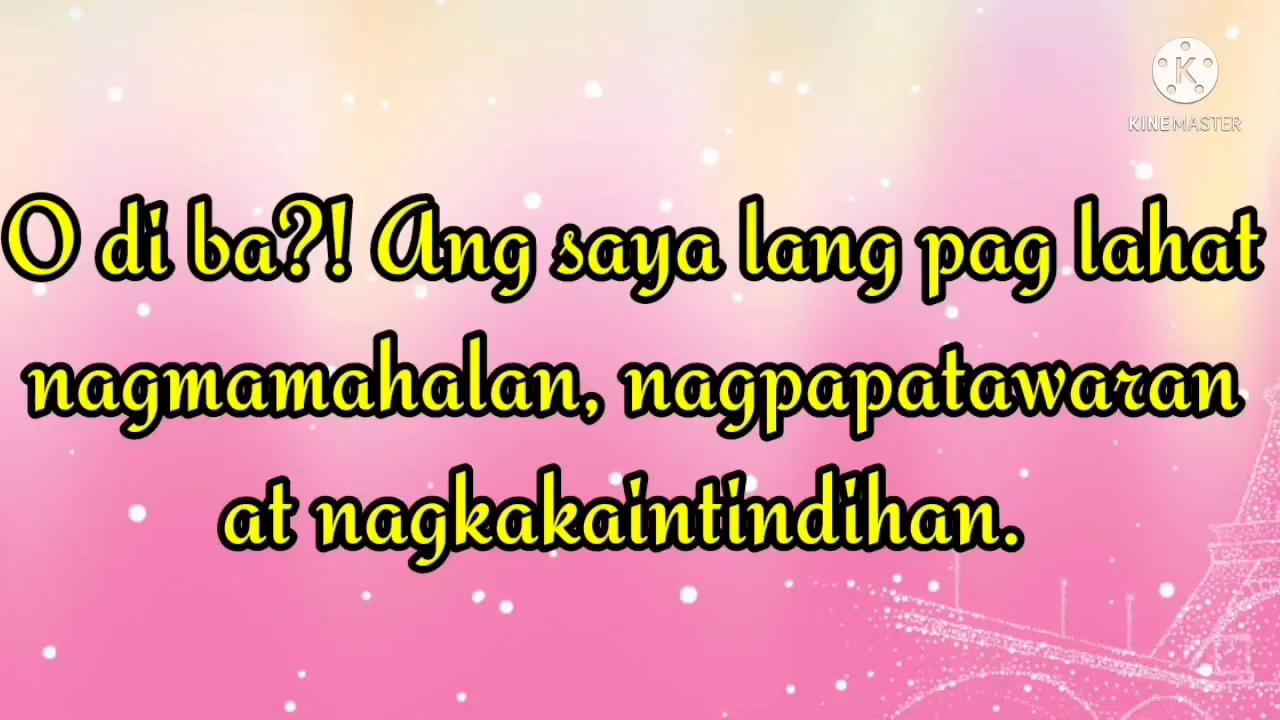 K
KINEMASTER
O di ba?! Ang saya lang pag lahat
nagmamahalan, nagpapatawaran
at nagkakaintindihan.